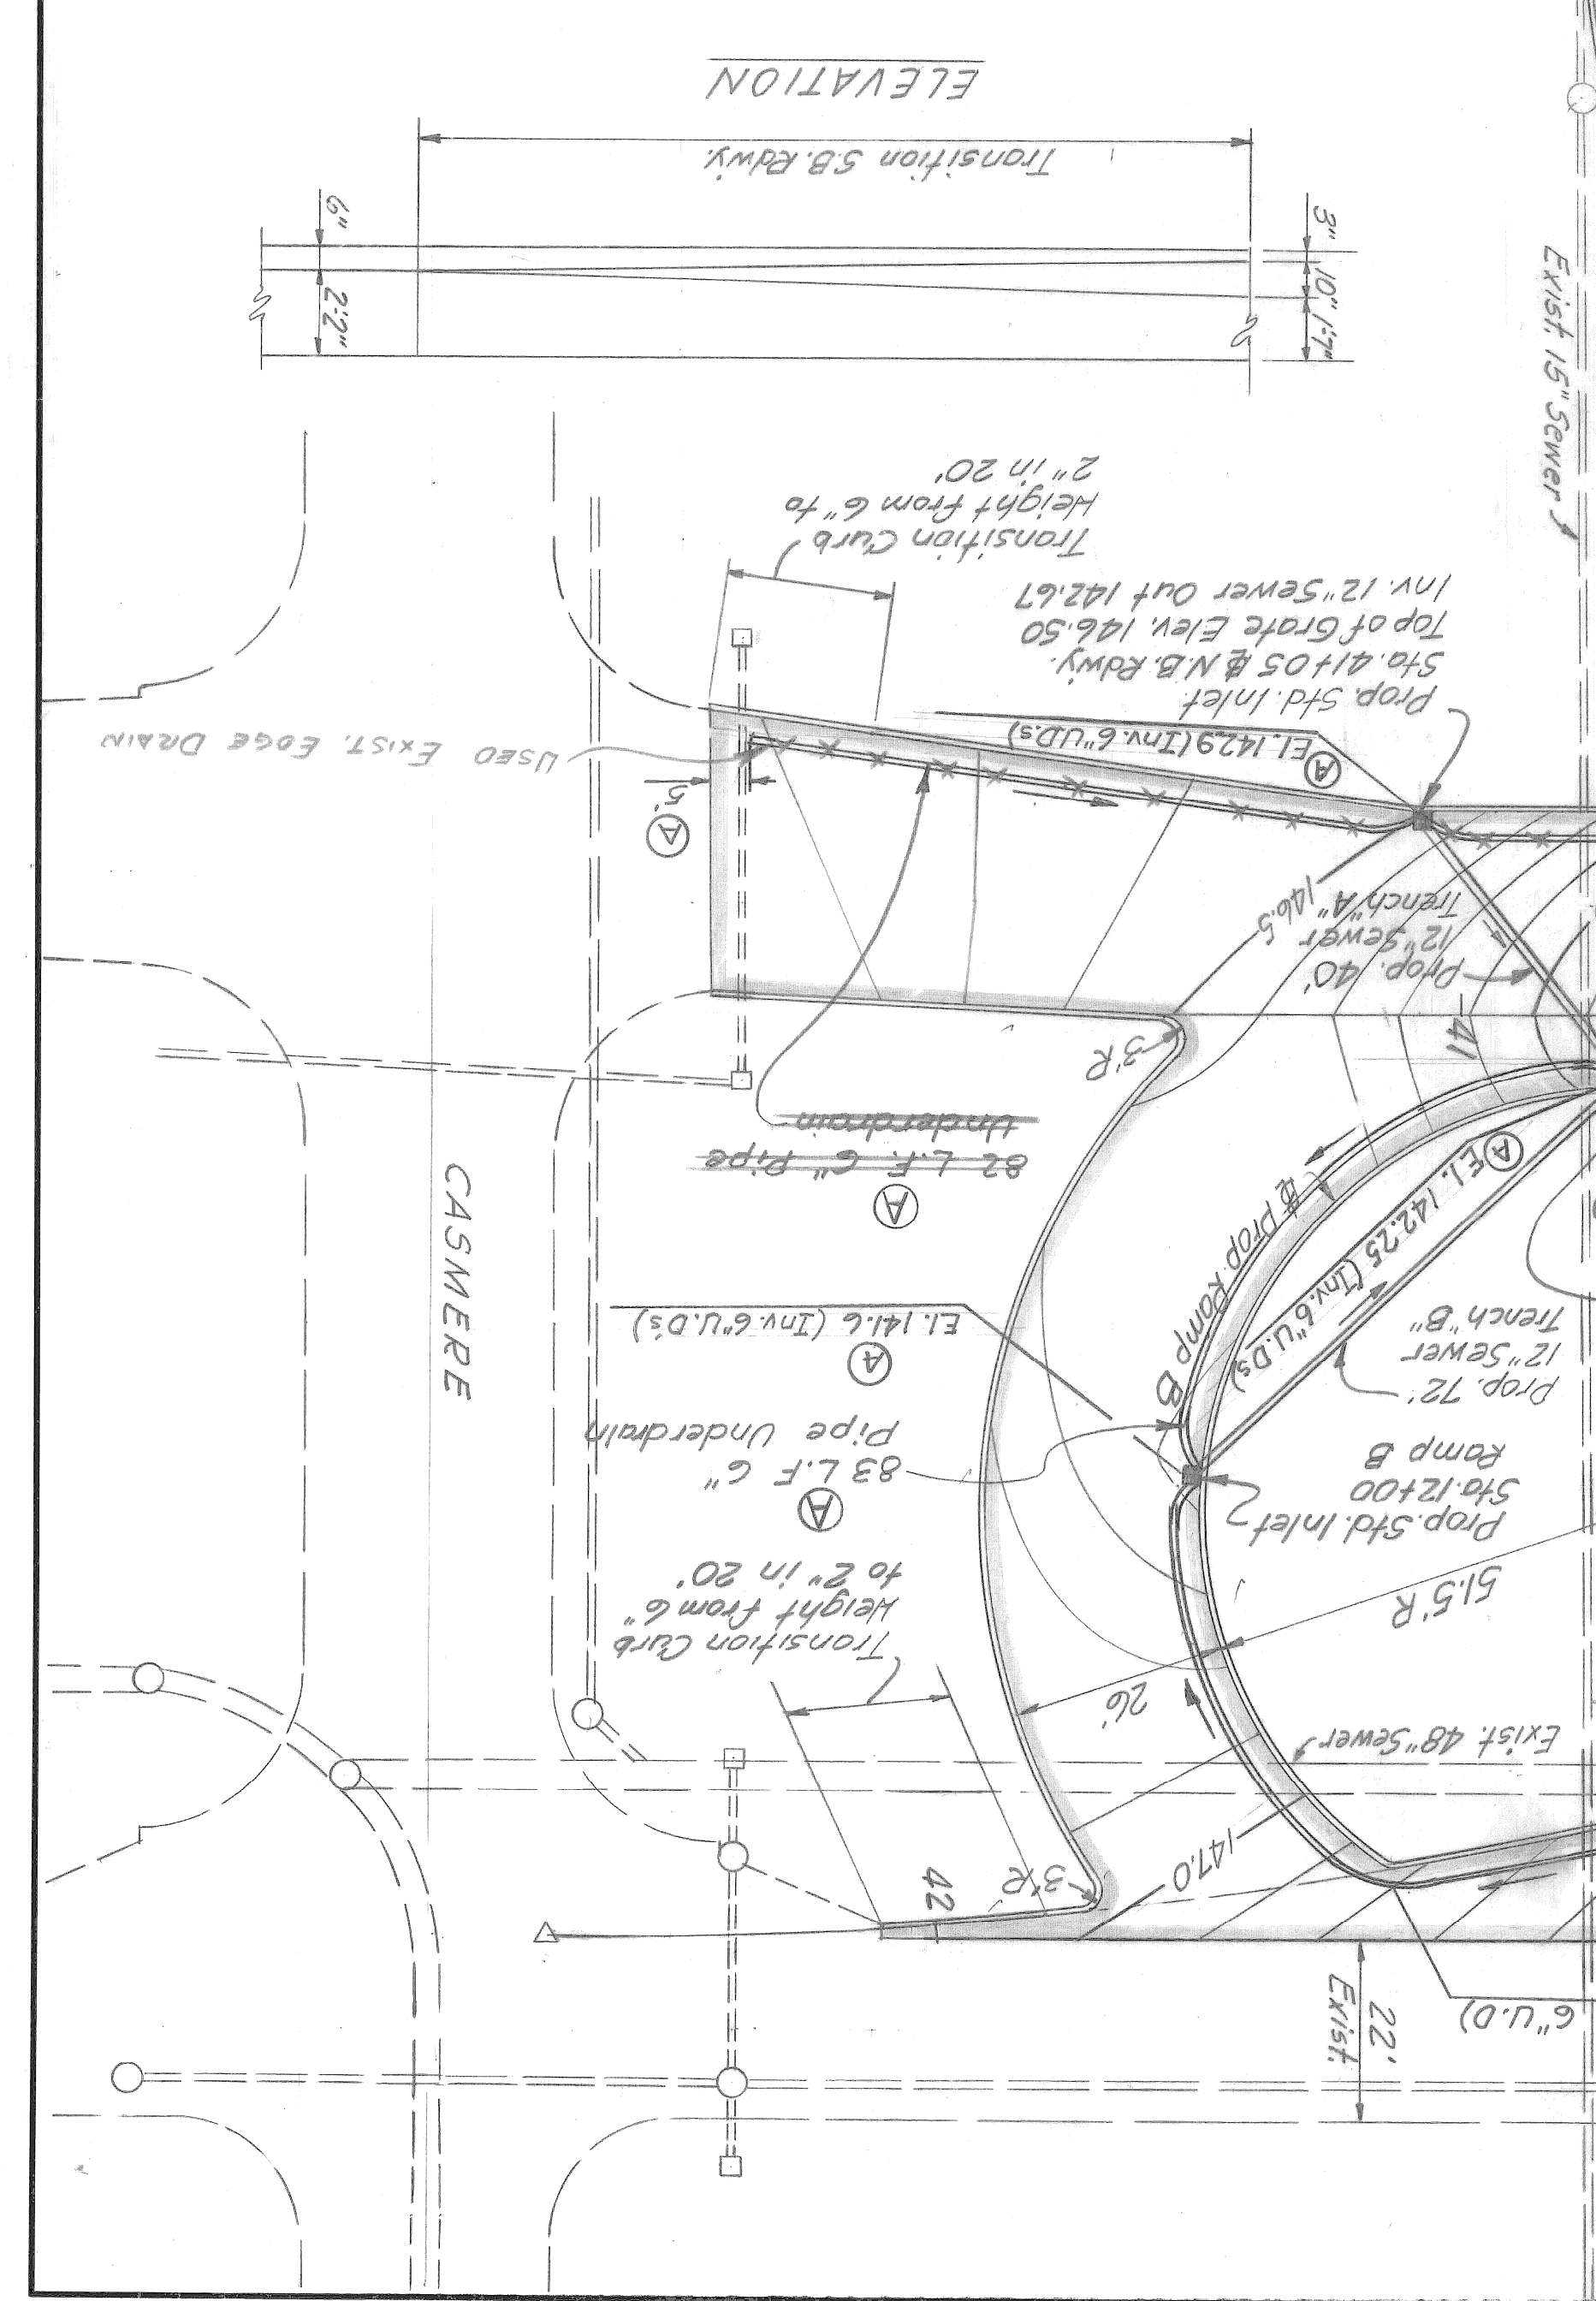 6" U.D)
22'
Exist.
42
3'R
147.0
Exist. 48" Sewer
26'
51.5'R
Transition Curb
Height From 6"
to 2" in 20'
Prop. Std. Inlet
Sta. 12+00
Ramp B
A
83 L.F. 6"
Pipe Underdrain
Prop. 72'
12" Sewer
Trench "B"
A
El. 141.6 (Inv. 6" U.D's)
℄ Prop. Ramp B
A El. 142.25 (Inv. 6" U.Ds)
CASMERE
A
82 L.F. 6" Pipe
Underdrain
3'R
41
Prop. 40'
12" Sewer
Trench "A"
146.5
A
5'
A
El. 142.9 (Inv. 6" U.D.s)
USED EXIST. EDGE DRAIN
Prop. Std. Inlet
Sta. 41+05 ℄ N.B. Rdwy.
Top of Grate Elev. 146.50
Inv. 12" Sewer Out 142.67
Transition Curb
Height From 6" to
2" in 20'
Exist. 15" Sewer
1'-7"
10"
3"
2'-2"
6"
Transition S.B. Rdwy.
ELEVATION